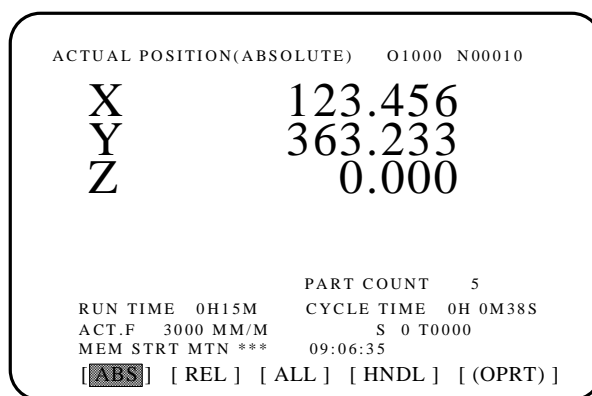 ACTUAL POSITION(ABSOLUTE) O1000 N00010
X 123.456
Y 363.233
Z 0.000
PART COUNT 5
RUN TIME 0H15M CYCLE TIME 0H 0M38S
ACT.F 3000 MM/M S 0 T0000
MEM STRT MTN *** 09:06:35
[ ABS ] [ REL ] [ ALL ] [ HNDL ] [ (OPRT) ]